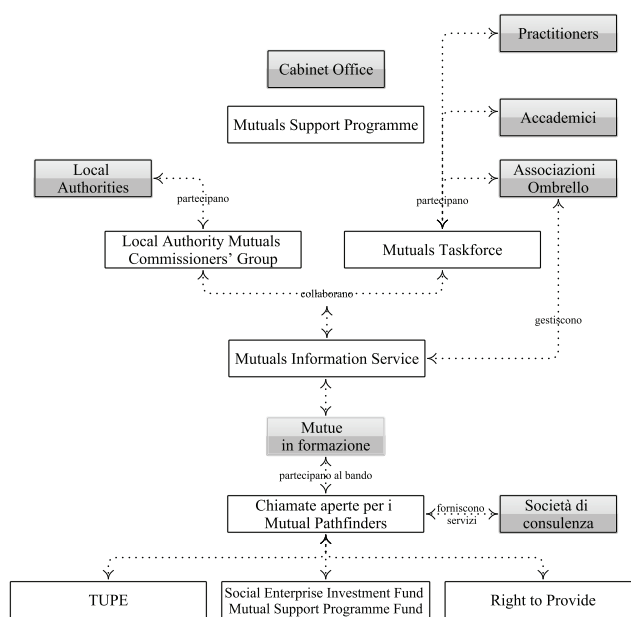 Practitioners
Cabinet Office
Mutuals Support Programme
Accademici
Local
Authorities
Associazioni
Ombrello
partecipano
partecipano
Local Authority Mutuals
Commissioners' Group
Mutuals Taskforce
collaborano
gestiscono
Mutuals Information Service
Mutue
in formazione
partecipano al bando
Chiamate aperte per i
Mutual Pathfinders
forniscono
servizi
Società di
consulenza
TUPE
Social Enterprise Investment Fund
Mutual Support Programme Fund
Right to Provide